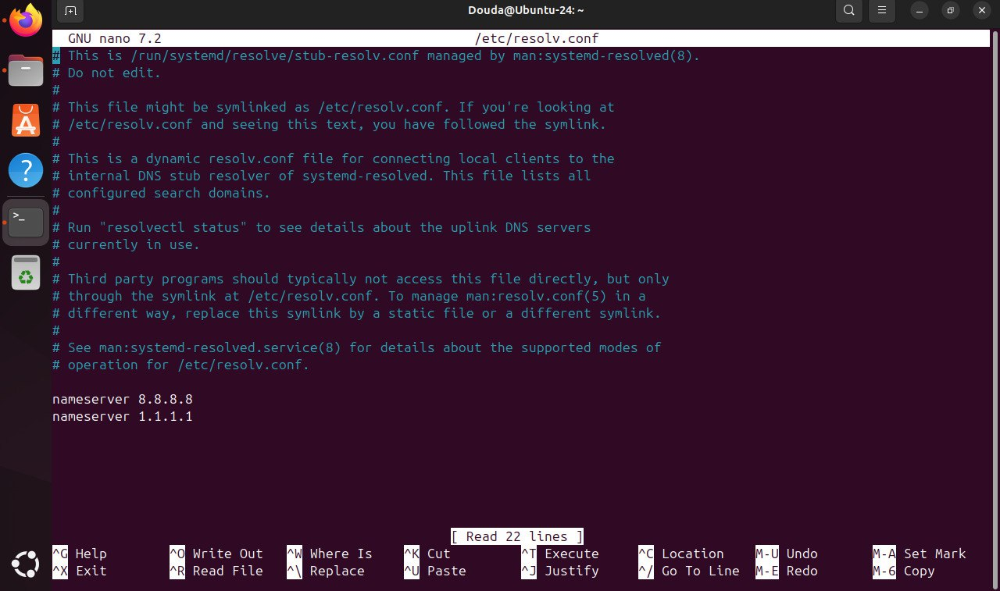 Douda@Ubuntu-24: ~
GNU nano 7.2 /etc/resolv.conf
# This is /run/systemd/resolve/stub-resolv.conf managed by man:systemd-resolved(8).
# Do not edit.
#
# This file might be symlinked as /etc/resolv.conf. If you're looking at
# /etc/resolv.conf and seeing this text, you have followed the symlink.
#
# This is a dynamic resolv.conf file for connecting local clients to the
# internal DNS stub resolver of systemd-resolved. This file lists all
# configured search domains.
#
# Run "resolvectl status" to see details about the uplink DNS servers
# currently in use.
#
# Third party programs should typically not access this file directly, but only
# through the symlink at /etc/resolv.conf. To manage man:resolv.conf(5) in a
# different way, replace this symlink by a static file or a different symlink.
#
# See man:systemd-resolved.service(8) for details about the supported modes of
# operation for /etc/resolv.conf.
nameserver 8.8.8.8
nameserver 1.1.1.1
[ Read 22 lines ]
^G Help ^O Write Out ^W Where Is ^K Cut ^T Execute ^C Location M-U Undo M-A Set Mark
^X Exit ^R Read File ^\ Replace ^U Paste ^J Justify ^/ Go To Line M-E Redo M-6 Copy